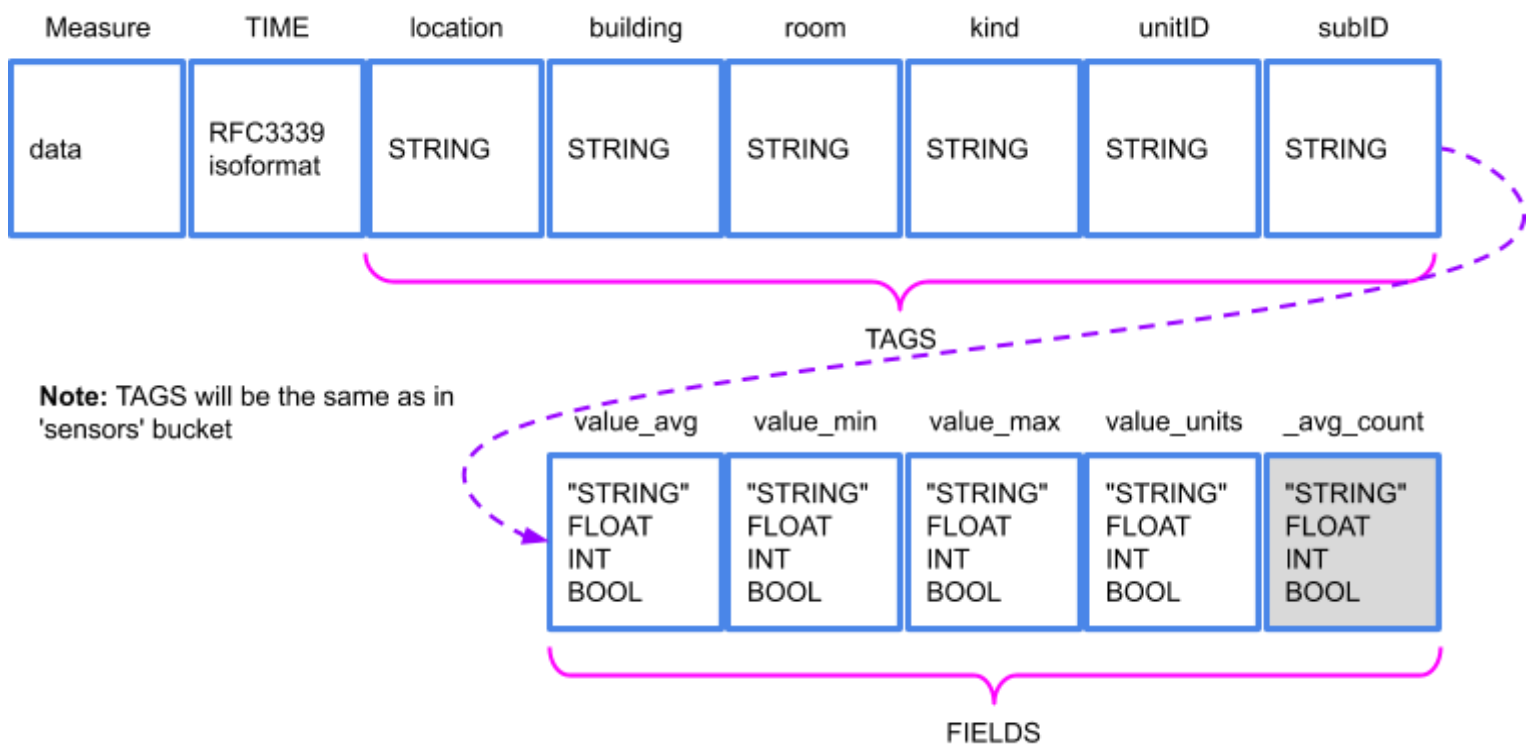 Measure TIME location building room kind unitID subID
data RFC3339 isoformat STRING STRING STRING STRING STRING STRING
TAGS
Note: TAGS will be the same as in
'sensors' bucket
value_avg value_min value_max value_units _avg_count
"STRING" "STRING" "STRING" "STRING" "STRING"
FLOAT FLOAT FLOAT FLOAT FLOAT
INT INT INT INT INT
BOOL BOOL BOOL BOOL BOOL
FIELDS